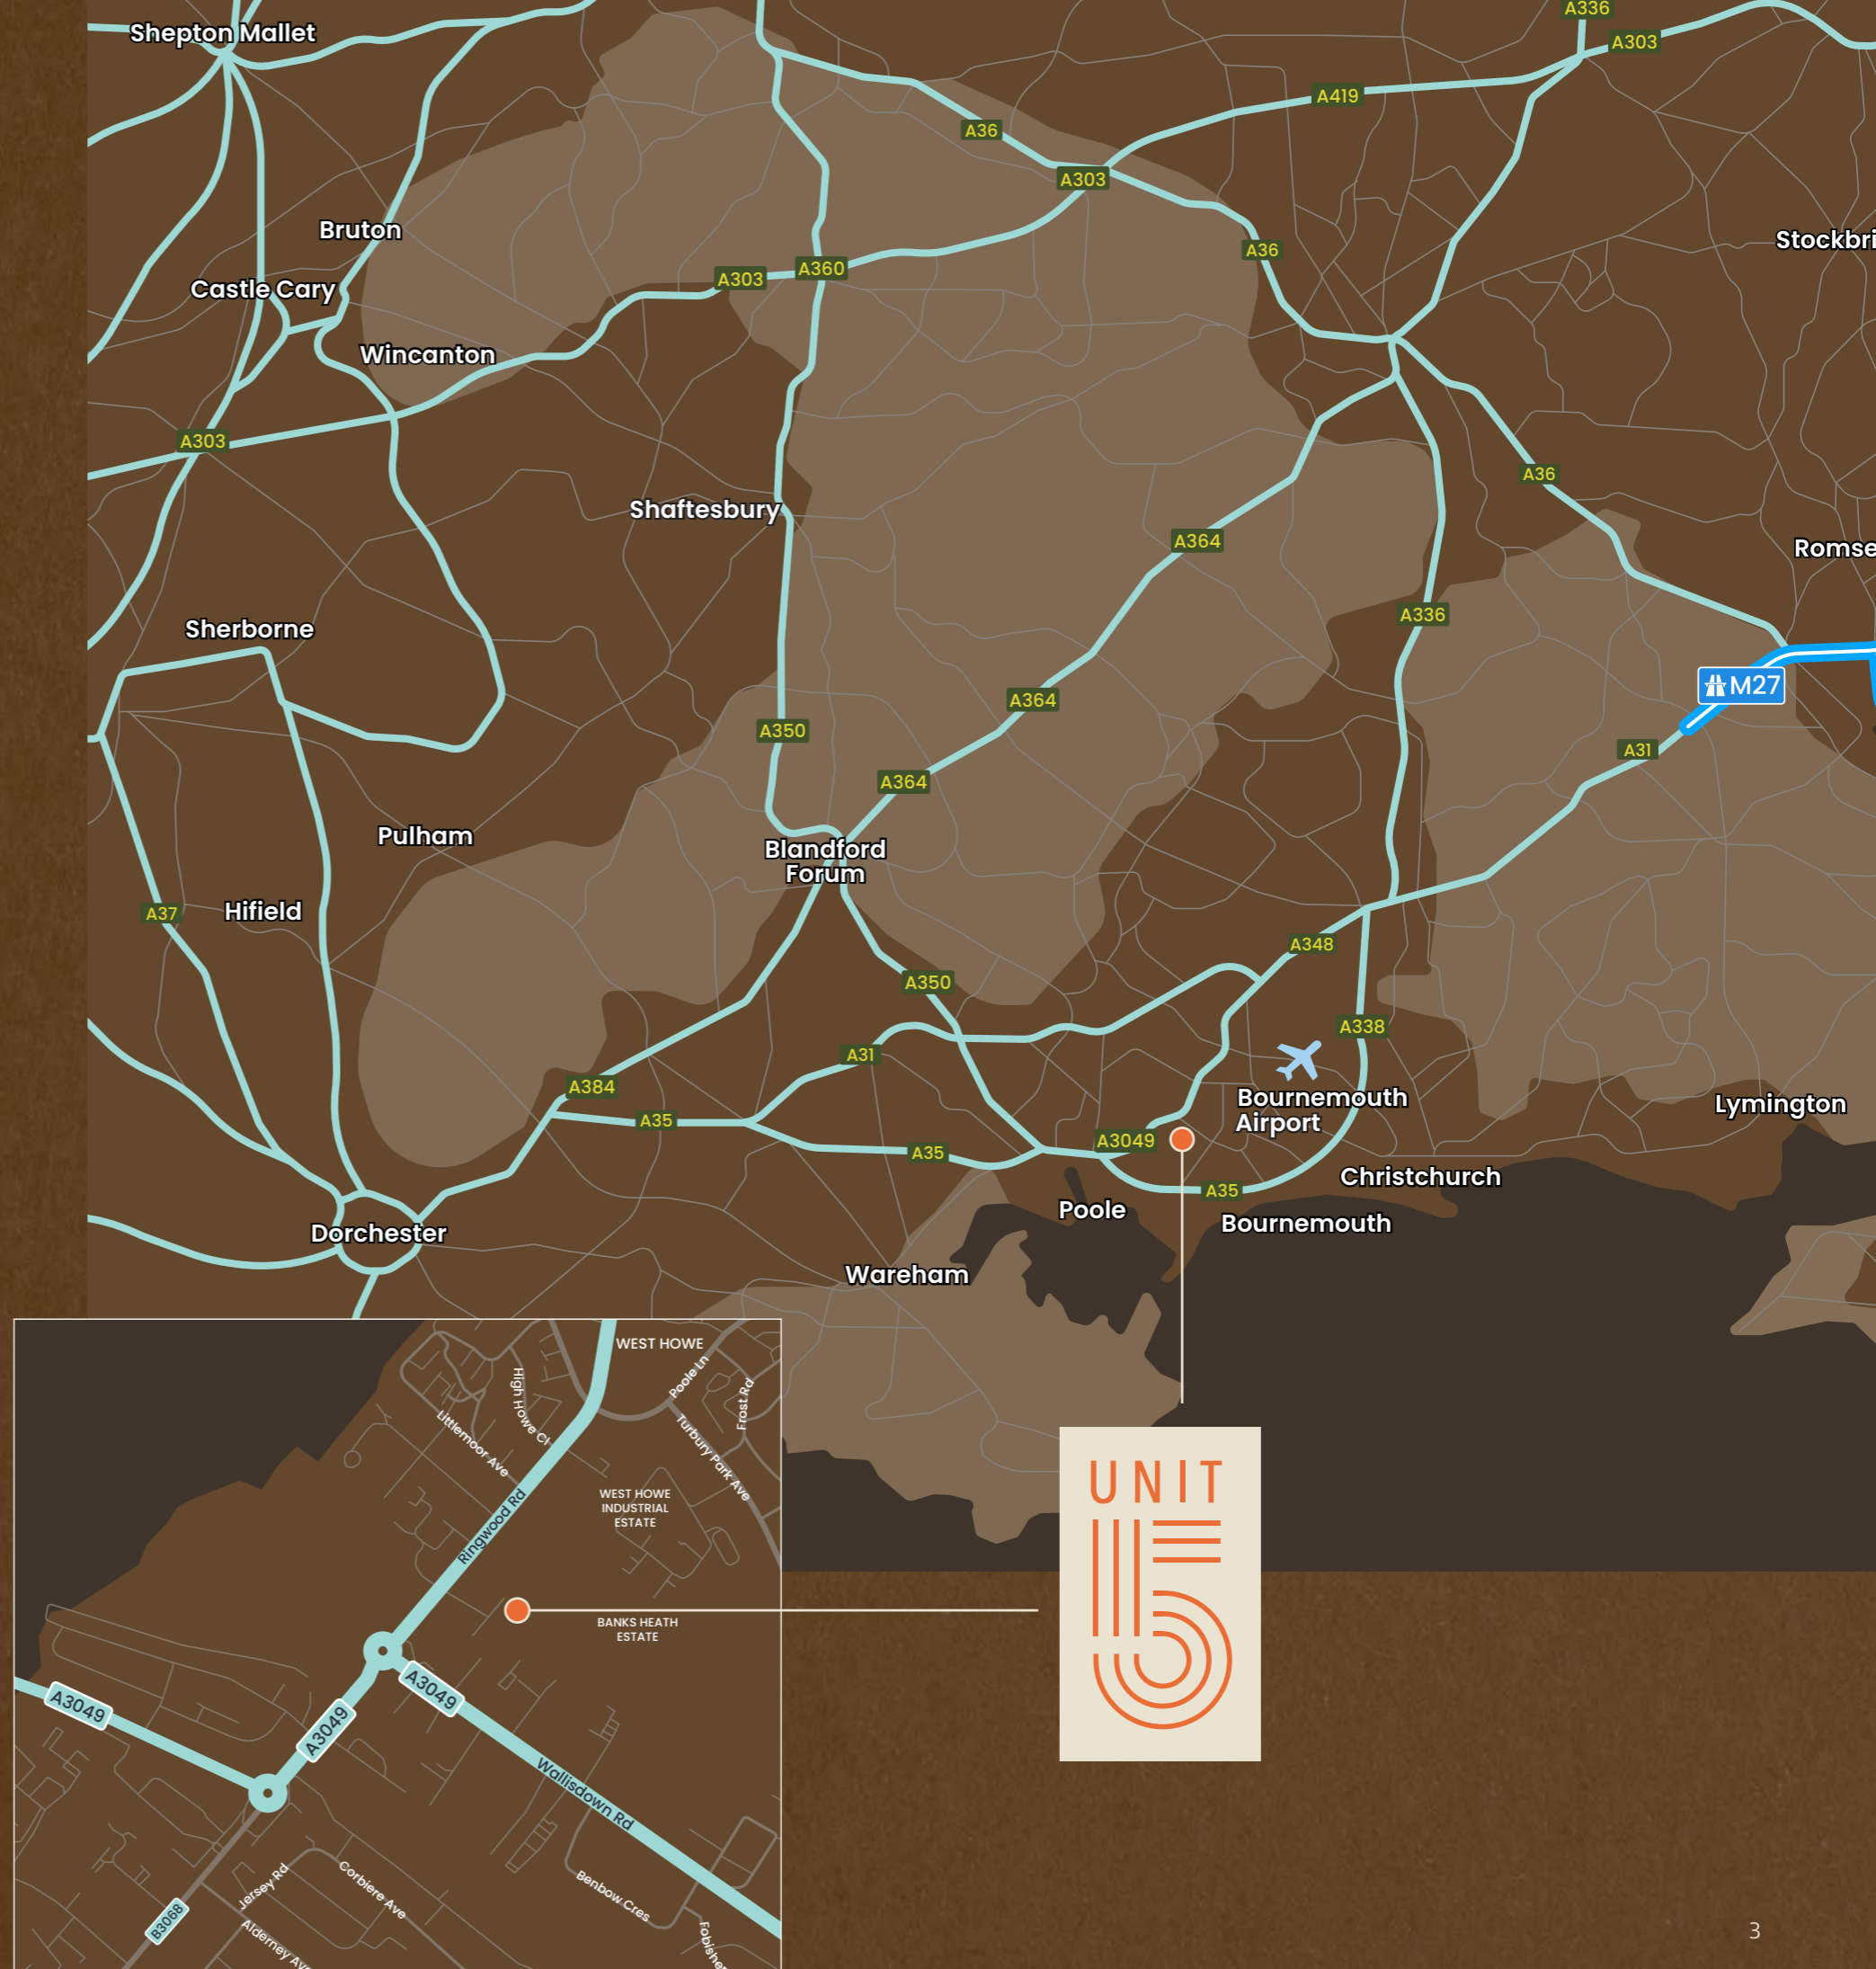 A336
Shepton Mallet
A303
A419
A36
A303
Bruton
Stockbri
A36
A360
A303
Castle Cary
Wincanton
A303
A36
Shaftesbury
A364
Romse
A336
Sherborne
M27
A364
A350
A31
A364
Pulham
Blandford
Forum
Hifield
A37
A348
A350
A338
A31
A384
Bournemouth
Airport
Lymington
A35
A3049
A35
Christchurch
A35
Poole
Bournemouth
Dorchester
Wareham
WEST HOWE
Poole Ln
High Howe Cl
Frost Rd
Littlemoor Ave
Turbury Park Ave
WEST HOWE
INDUSTRIAL
ESTATE
Ringwood Rd
BANKS HEATH
ESTATE
A3049
A3049
A3049
Wallisdown Rd
Jersey Rd
Corbiere Ave
Benbow Cres
B3068
Alderney Ave
Fobisher
UNIT
5
3